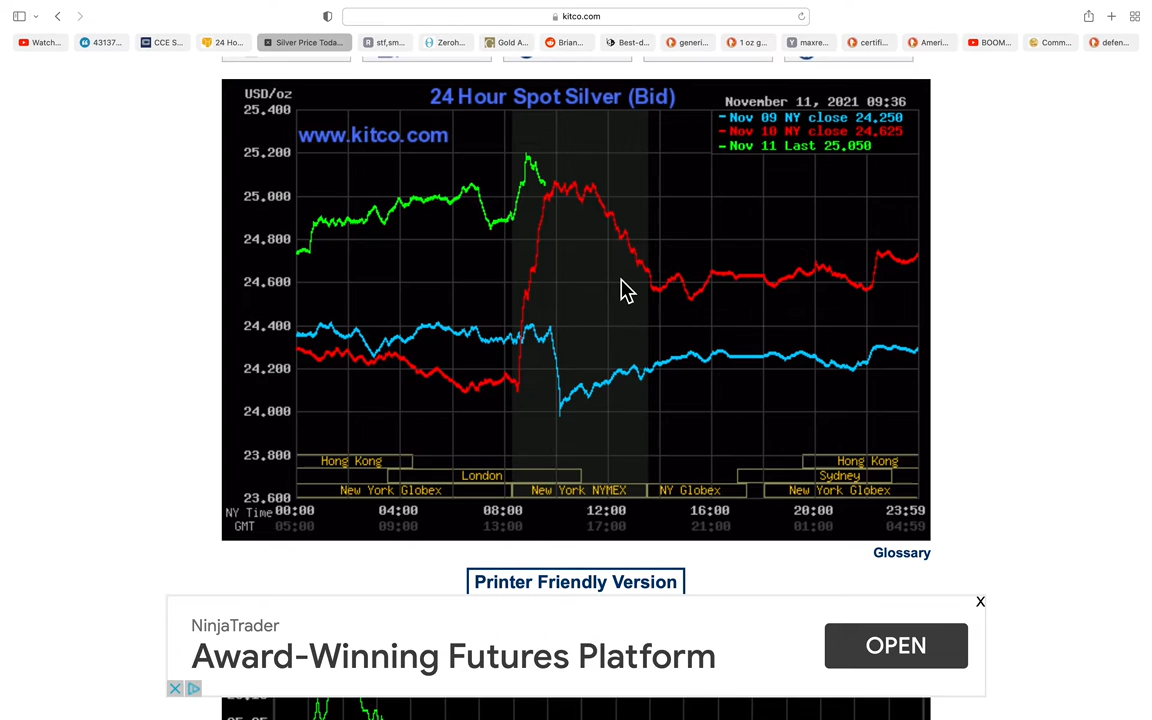 kitco.com
Watch... 43137... CCE S... 24 Ho... Silver Price Toda... stf,sm... Zeroh... Gold A... Brian... Best-d... generi... 1 oz g... maxre... certifi... Ameri... BOOM... Comm... defen...
USD/oz
24 Hour Spot Silver (Bid)
November 11, 2021 09:36
25.400
www.kitco.com
Nov 09 NY close 24.250
Nov 10 NY close 24.625
Nov 11 Last 25.050
25.200
25.000
24.800
24.600
24.400
24.200
24.000
23.800
23.600
Hong Kong Hong Kong
London Sydney
New York Globex New York NYMEX NY Globex New York Globex
NY Time 00:00 04:00 08:00 12:00 16:00 20:00 23:59
GMT 05:00 09:00 13:00 17:00 21:00 01:00 04:59
Glossary
Printer Friendly Version
X
NinjaTrader
Award-Winning Futures Platform
OPEN